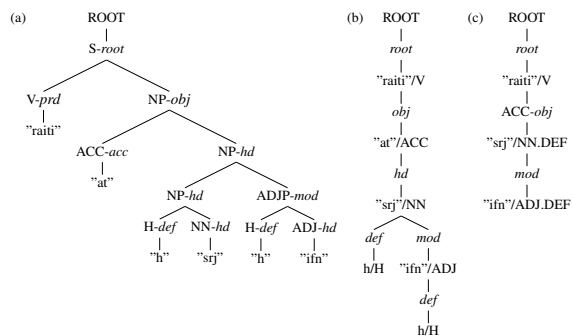 (a) ROOT (b) ROOT (c) ROOT
S-root root root
"raiti"/V "raiti"/V
V-prd NP-obj obj ACC-obj
"raiti" "at"/ACC "srj"/NN.DEF
ACC-acc NP-hd hd mod
"at" "srj"/NN "ifn"/ADJ.DEF
NP-hd ADJP-mod def mod
H-def NN-hd H-def ADJ-hd h/H "ifn"/ADJ
"h" "srj" "h" "ifn" def
h/H